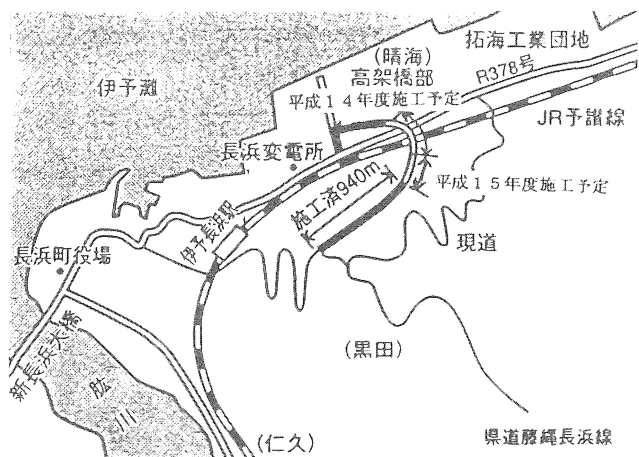 伊予灘
(晴海)
高架橋部
拓海工業団地
R378号
平成14年度施工予定
JR予讃線
長浜変電所
施工済940m
平成15年度施工予定
伊予長浜駅
現道
長浜町役場
新長浜大橋
肱川
(黒田)
(仁久)
県道藤縄長浜線